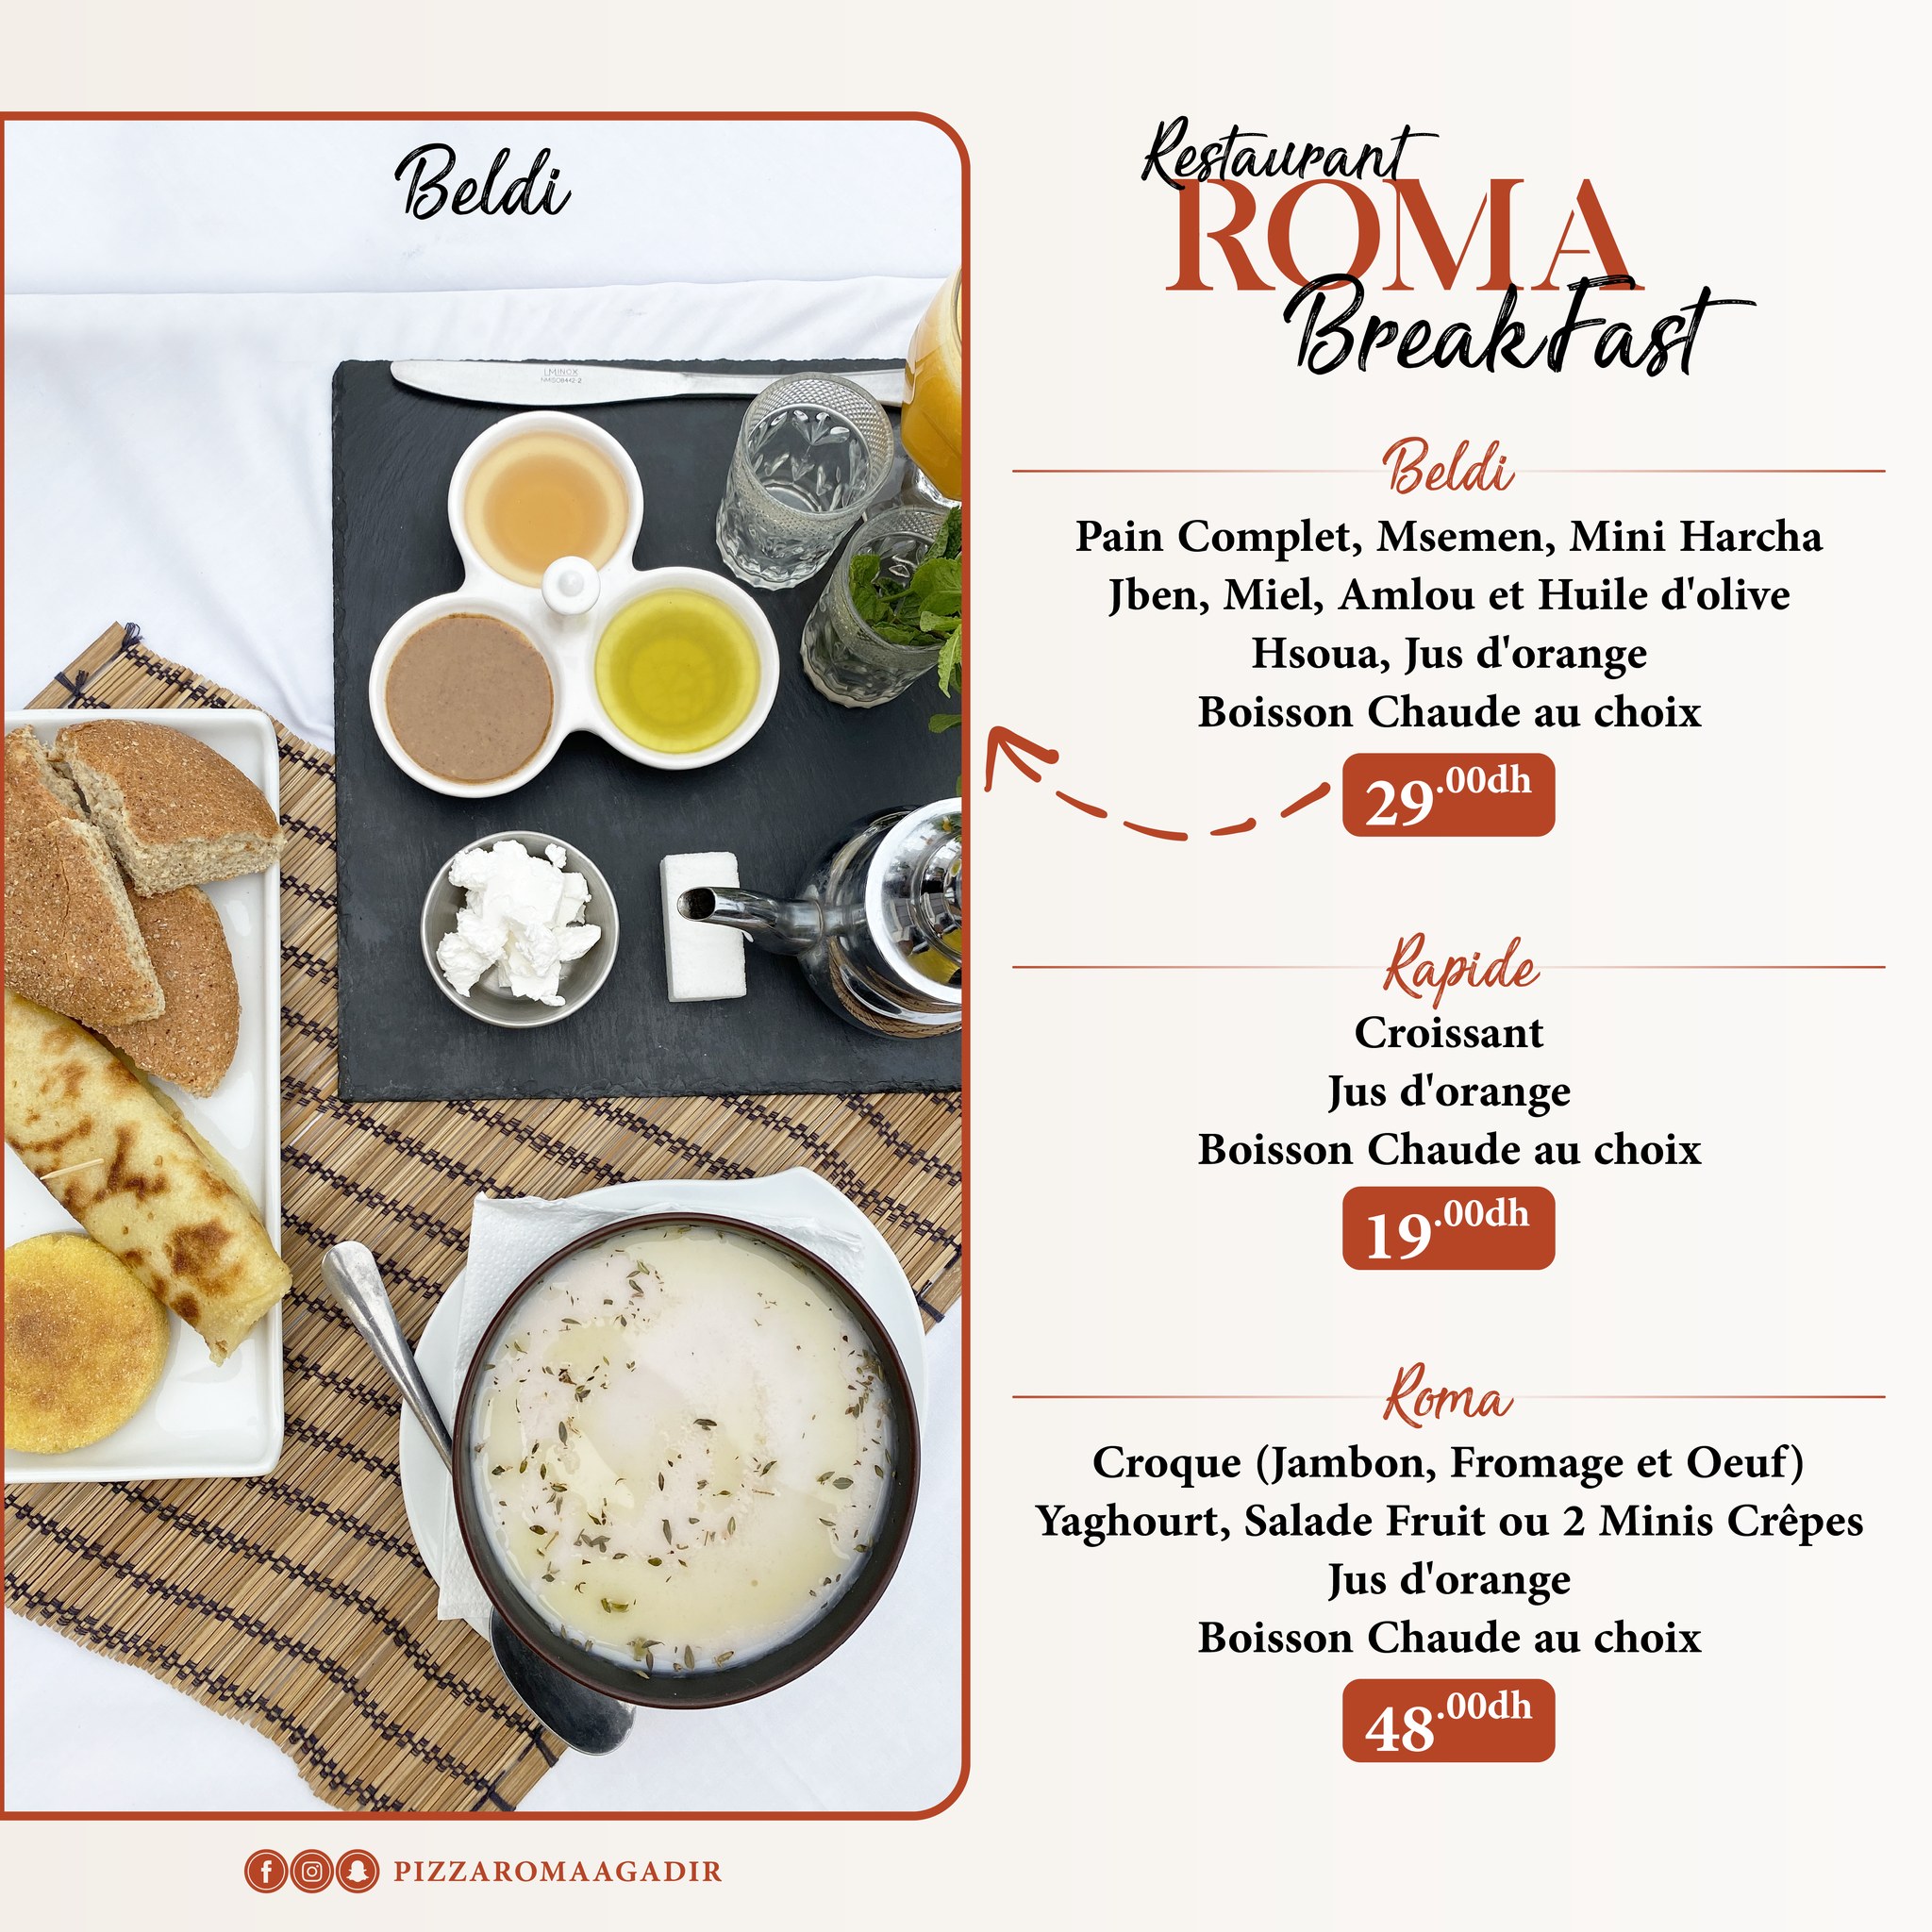 Beldi
Restaurant
ROMA
BreakFast
Beldi
Pain Complet, Msemen, Mini Harcha
Jben, Miel, Amlou et Huile d'olive
Hsoua, Jus d'orange
Boisson Chaude au choix
29.00dh
Rapide
Croissant
Jus d'orange
Boisson Chaude au choix
19.00dh
Roma
Croque (Jambon, Fromage et Oeuf)
Yaghourt, Salade Fruit ou 2 Minis Crêpes
Jus d'orange
Boisson Chaude au choix
48.00dh
PIZZAROMAAGADIR